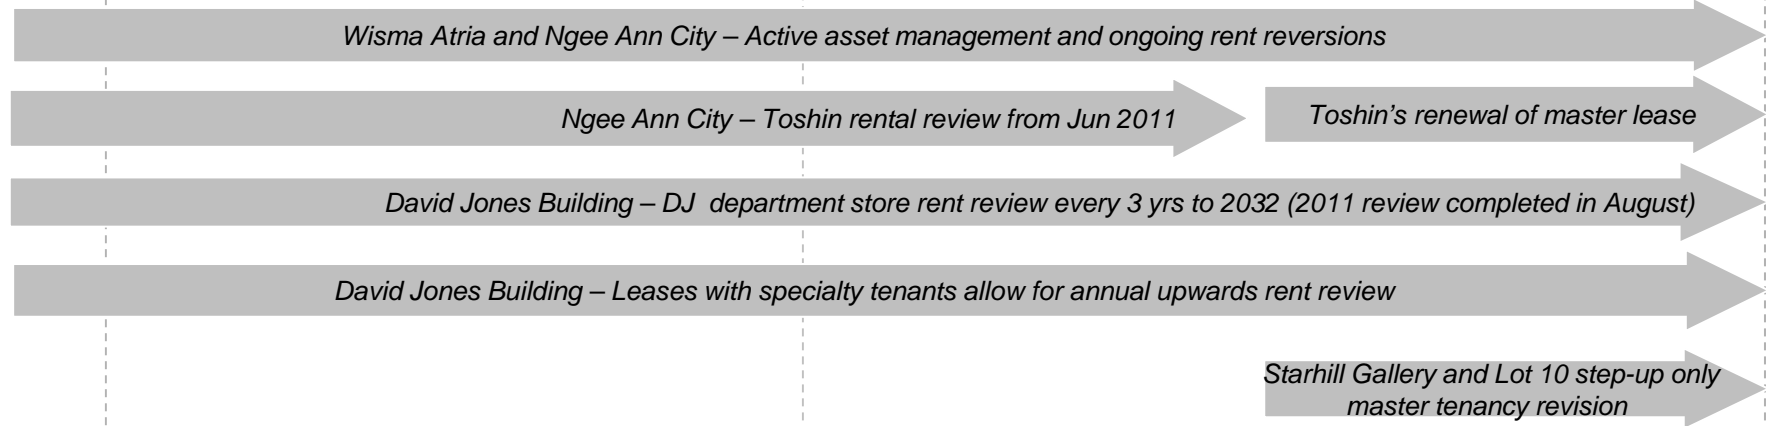 Wisma Atria and Ngee Ann City – Active asset management and ongoing rent reversions
Ngee Ann City – Toshin rental review from Jun 2011
Toshin’s renewal of master lease
David Jones Building – DJ  department store rent review every 3 yrs to 2032 (2011 review completed in August)
David Jones Building – Leases with specialty tenants allow for annual upwards rent review
Starhill Gallery and Lot 10 step-up only
master tenancy revision